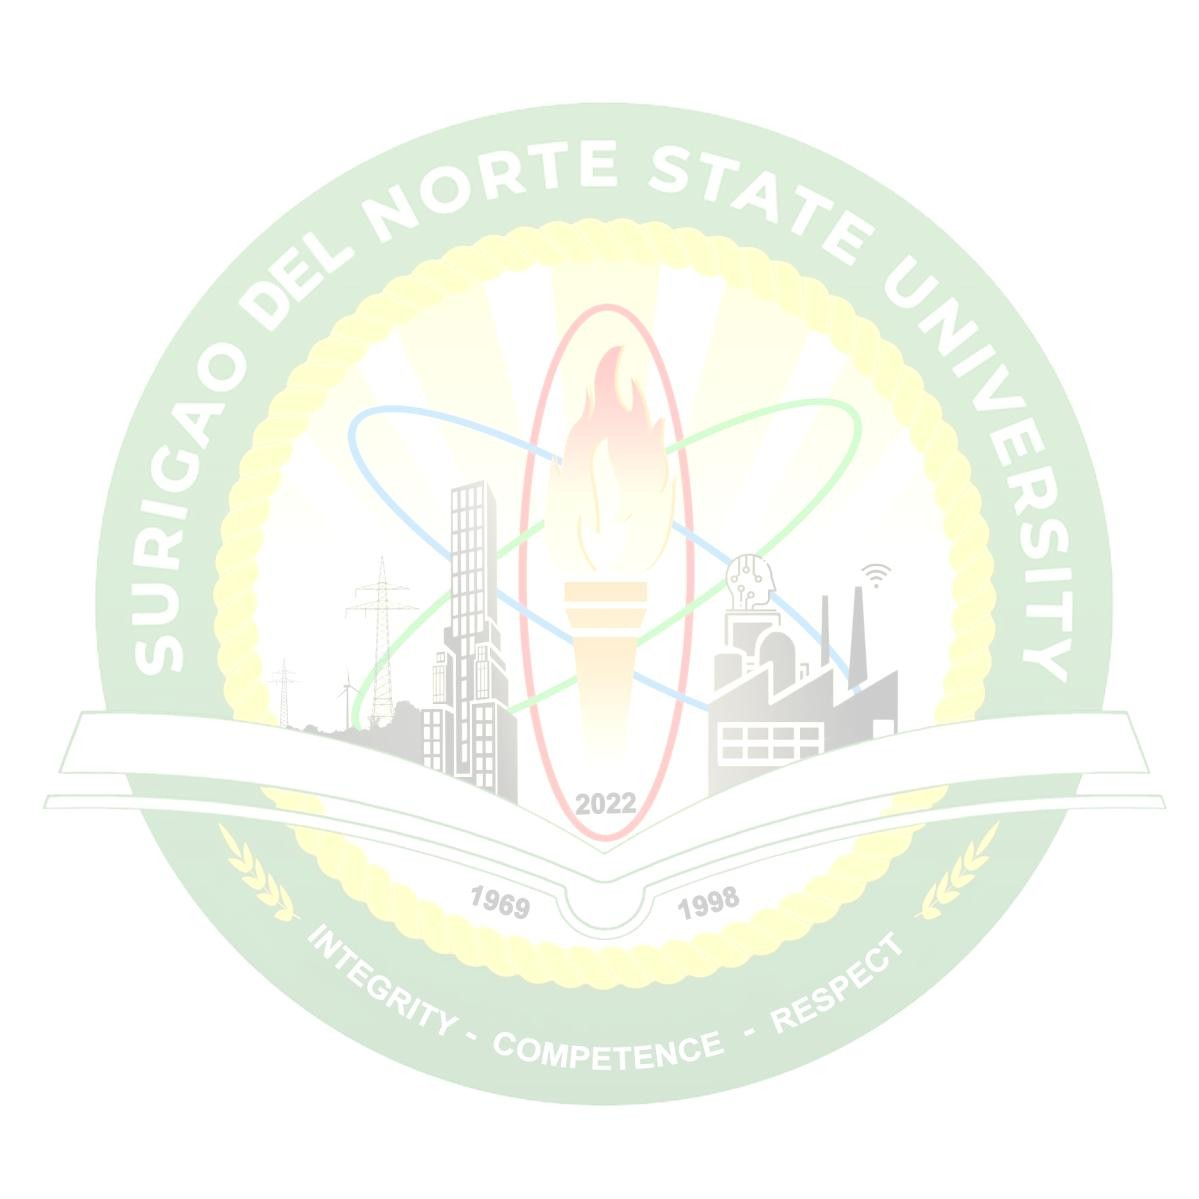 SURIGAO DEL NORTE STATE UNIVERSITY
2022
1969
1998
INTEGRITY - COMPETENCE - RESPECT